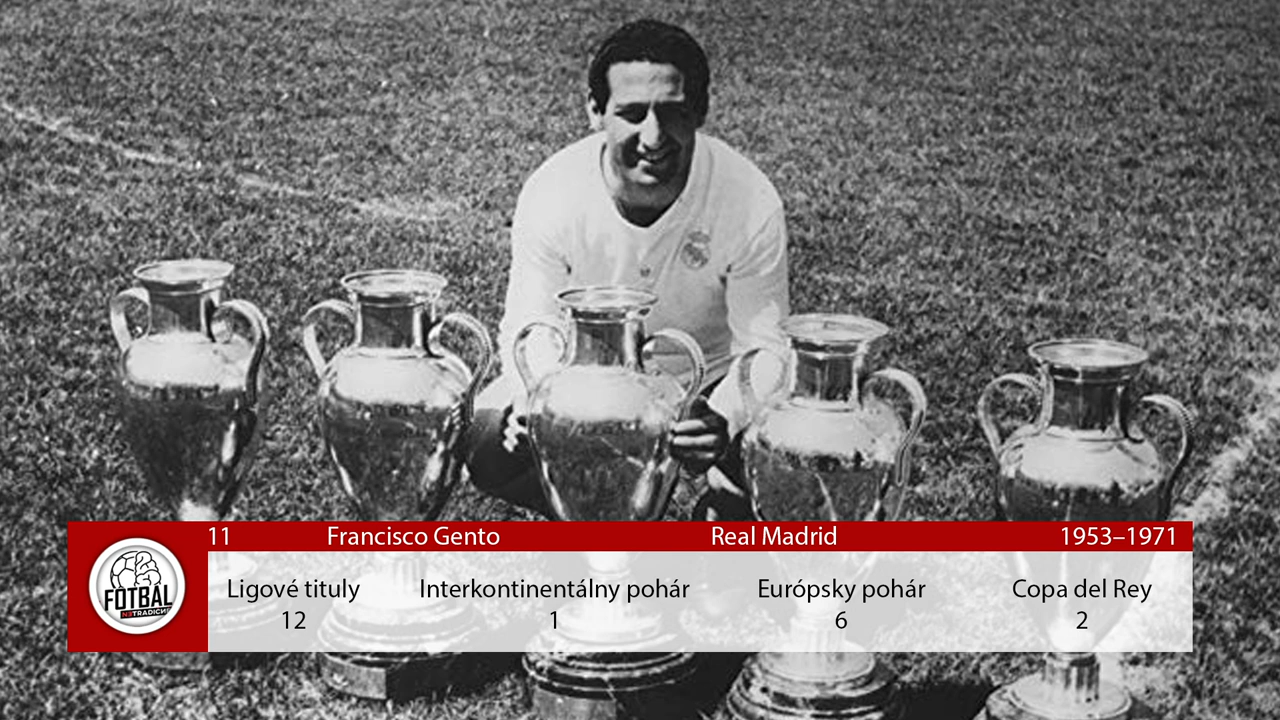 11 Francisco Gento Real Madrid 1953–1971
Ligové tituly Interkontinentálny pohár Európsky pohár Copa del Rey
12 1 6 2
FOTBAL